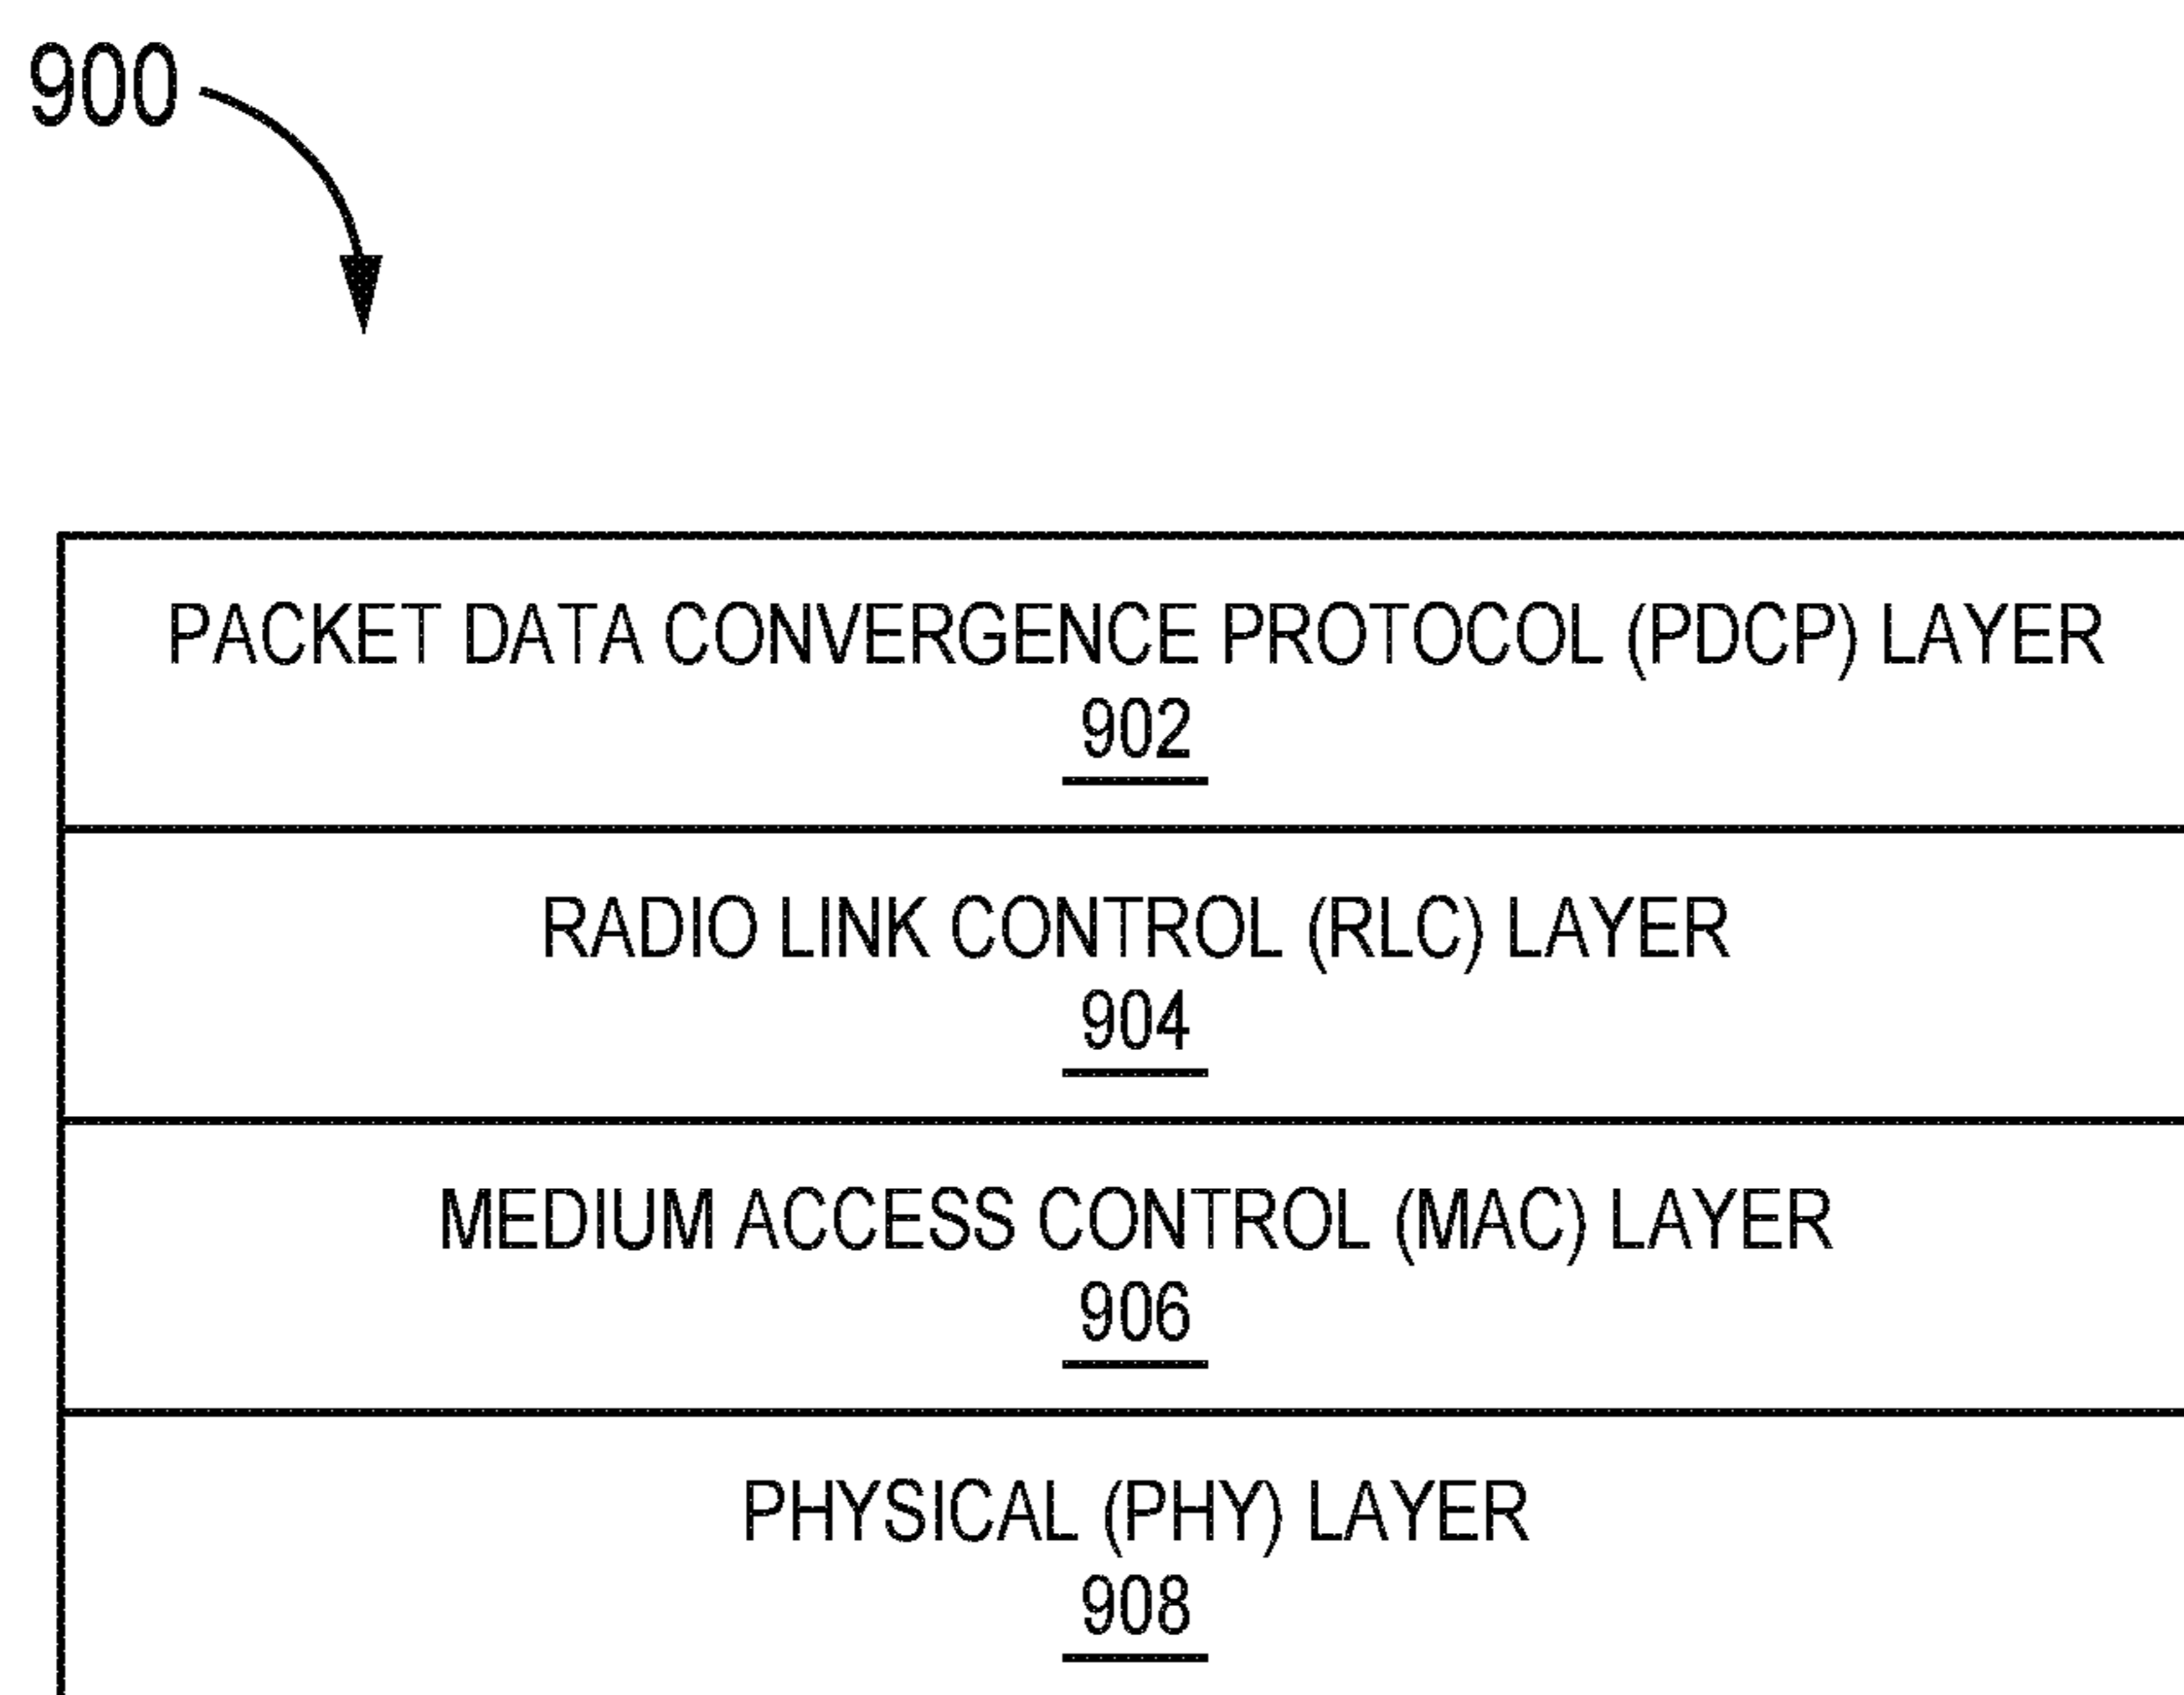 900
PACKET DATA CONVERGENCE PROTOCOL (PDCP) LAYER
902
RADIO LINK CONTROL (RLC) LAYER
904
MEDIUM ACCESS CONTROL (MAC) LAYER
906
PHYSICAL (PHY) LAYER
908